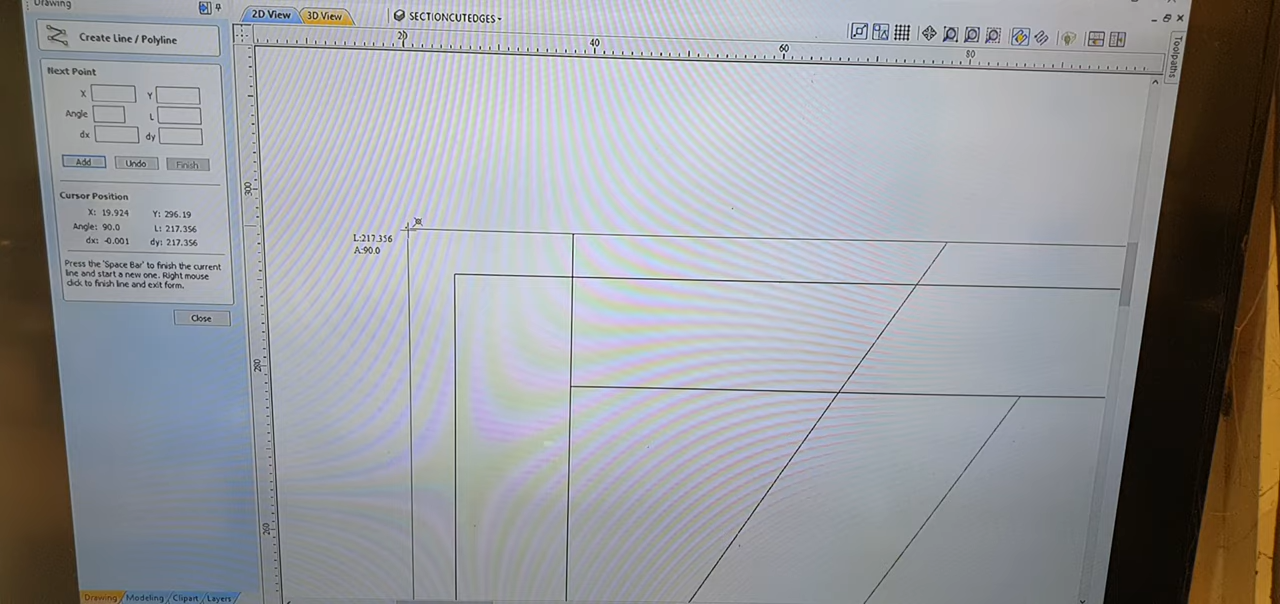 Drawing
2D View
3D View
SECTIONCUTEDGES
Create Line / Polyline
Next Point
X
Y
Angle
L
dx
dy
Add
Undo
Finish
Cursor Position
X: 19.924
Y: 296.19
Angle: 90.0
L: 217.356
dx: -0.001
dy: 217.356
Press the 'Space Bar' to finish the current
line and start a new one. Right mouse
click to finish line and exit form.
Close
20
40
60
80
300
280
260
L:217.356
A:90.0
Toolpaths
Drawing
Modeling
Clipart
Layers